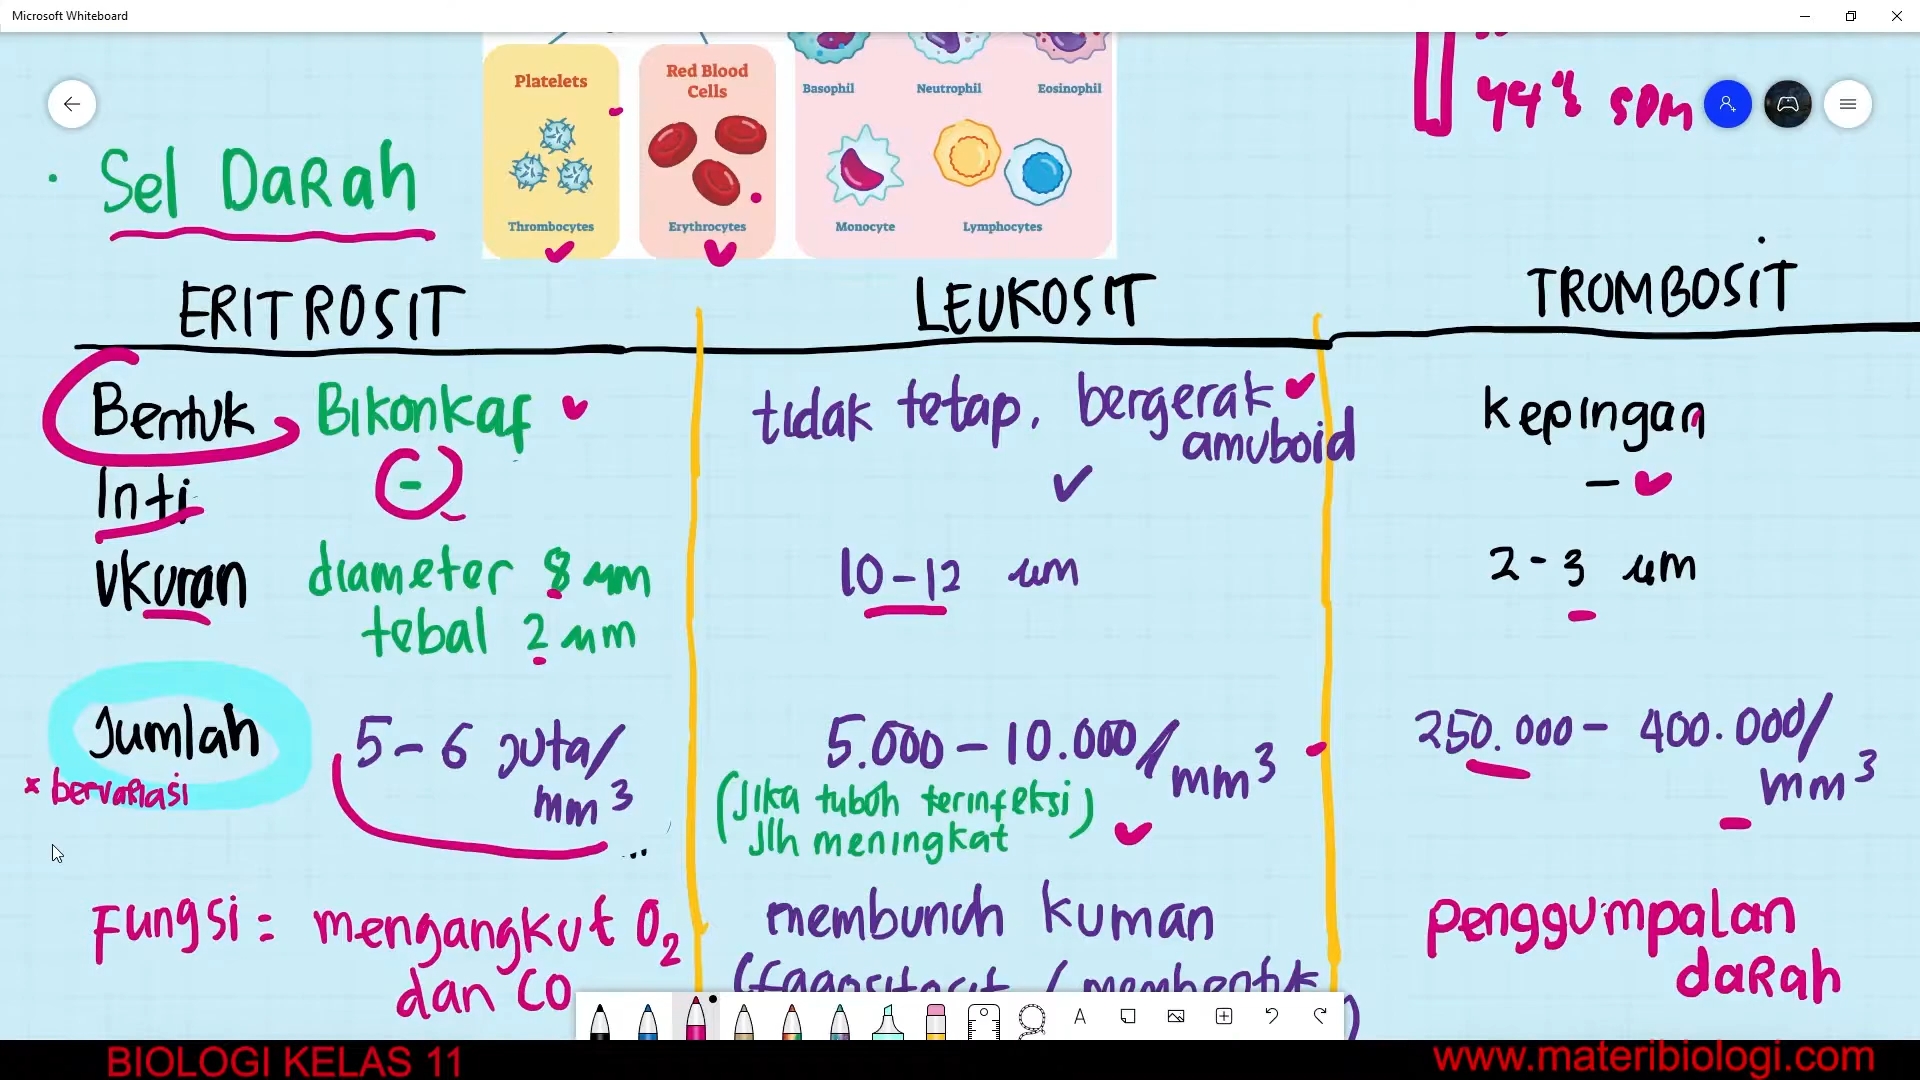 Microsoft Whiteboard
Platelets
Red Blood
Cells
Basophil
Neutrophil
Eosinophil
44% SDM
Thrombocytes
Erythrocytes
Monocyte
Lymphocytes
• Sel DaRah
ERITROSIT
LEUKOSIT
TROMBOSIT
Bentuk
Bikonkaf
tidak tetap, bergerak
amuboid
kepingan
Inti
-
-
Ukuran
diameter 8 um
tebal 2 um
10-12 um
2-3 um
Jumlah
* bervariasi
5-6 juta/
mm3
5.000-10.000/
mm3
(jika tubuh terinfeksi)
Jlh meningkat
250.000-400.000/
mm3
Fungsi = mengangkut O2
dan CO
membunuh kuman
penggumpalan
daRah
A
BIOLOGI KELAS 11
www.materibiologi.com